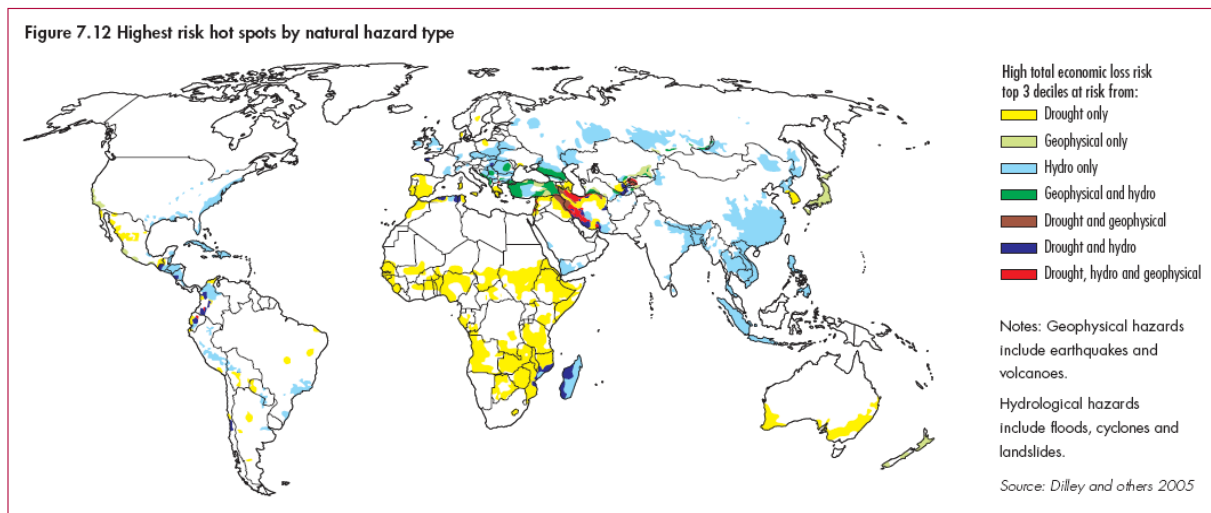 Figure 7.12 Highest risk hot spots by natural hazard type
High total economic loss risk
top 3 deciles at risk from:
Drought only
Geophysical only
Hydro only
Geophysical and hydro
Drought and geophysical
Drought and hydro
Drought, hydro and geophysical
Notes: Geophysical hazards
include earthquakes and
volcanoes.
Hydrological hazards
include floods, cyclones and
landslides.
Source: Dilley and others 2005